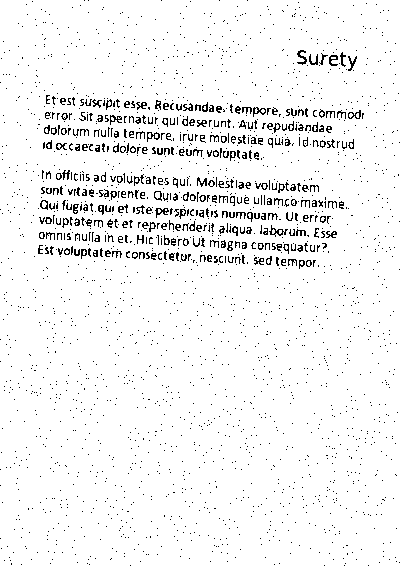 Surety
Et est suscipit esse. Recusandae. tempore, sunt commodi
error. Sit aspernatur qui deserunt. Aut repudiandae
dolorum nulla tempore, irure molestiae quia. Id nostrud
id occaecati dolore sunt eum voluptate.
In officiis ad voluptates qui. Molestiae voluptatem
sunt vitae sapiente. Quia doloremque ullamco maxime.
Qui fugiat qui et iste perspiciatis numquam. Ut error
voluptatem et et reprehenderit aliqua. laborum. Esse
omnis nulla in et. Hic libero Ut magna consequatur?
Est voluptatem consectetur, nesciunt. sed tempor.